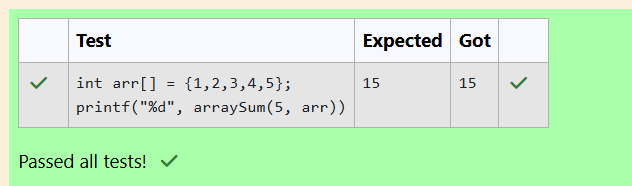 Test Expected Got
int arr[] = {1,2,3,4,5}; 15 15
printf("%d", arraySum(5, arr))
Passed all tests!